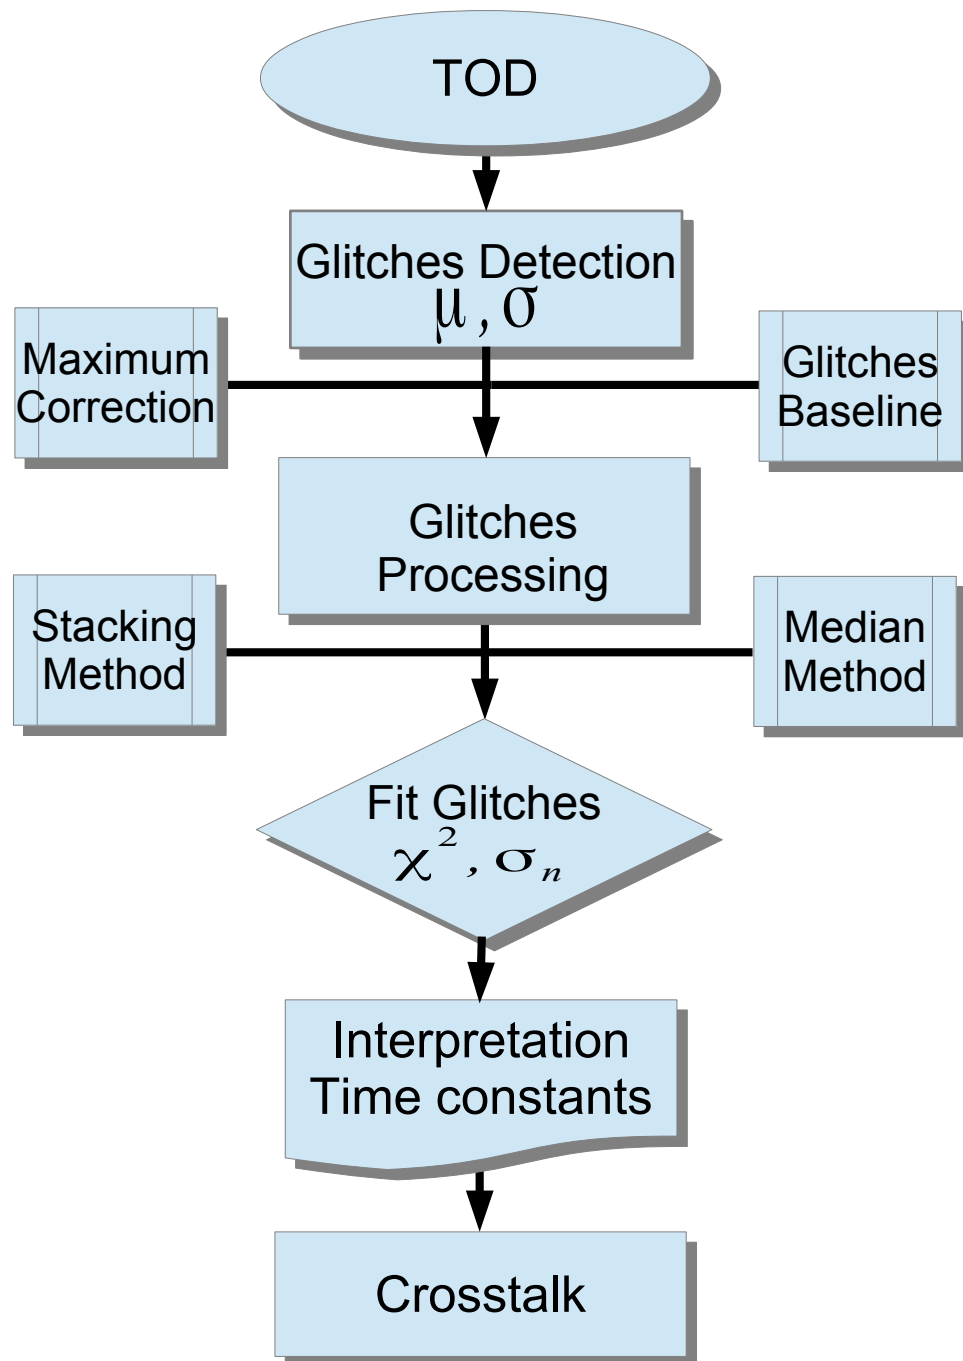 TOD
Glitches Detection
μ, σ
Maximum
Correction
Glitches
Baseline
Glitches
Processing
Stacking
Method
Median
Method
Fit Glitches
χ², σₙ
Interpretation
Time constants
Crosstalk